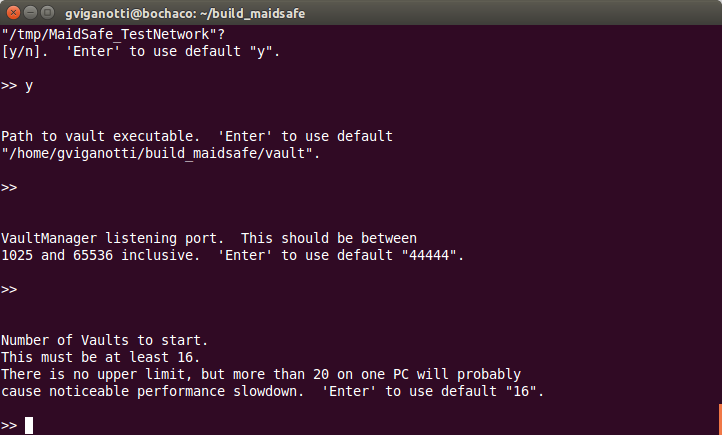 gviganotti@bochaco: ~/build_maidsafe
"/tmp/MaidSafe_TestNetwork"?
[y/n].  'Enter' to use default "y".
>> y
Path to vault executable.  'Enter' to use default
"/home/gviganotti/build_maidsafe/vault".
>>
VaultManager listening port.  This should be between
1025 and 65536 inclusive.  'Enter' to use default "44444".
>>
Number of Vaults to start.
This must be at least 16.
There is no upper limit, but more than 20 on one PC will probably
cause noticeable performance slowdown.  'Enter' to use default "16".
>>